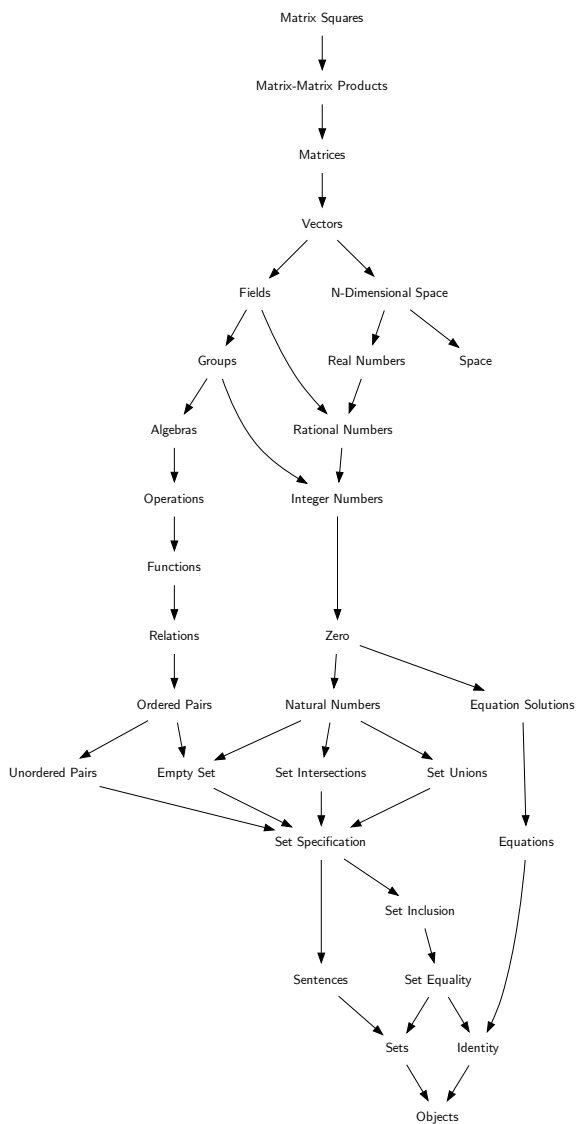 Matrix Squares
Matrix-Matrix Products
Matrices
Vectors
Fields
N-Dimensional Space
Groups
Real Numbers
Space
Algebras
Rational Numbers
Operations
Integer Numbers
Functions
Relations
Zero
Ordered Pairs
Natural Numbers
Equation Solutions
Unordered Pairs
Empty Set
Set Intersections
Set Unions
Set Specification
Equations
Set Inclusion
Sentences
Set Equality
Sets
Identity
Objects